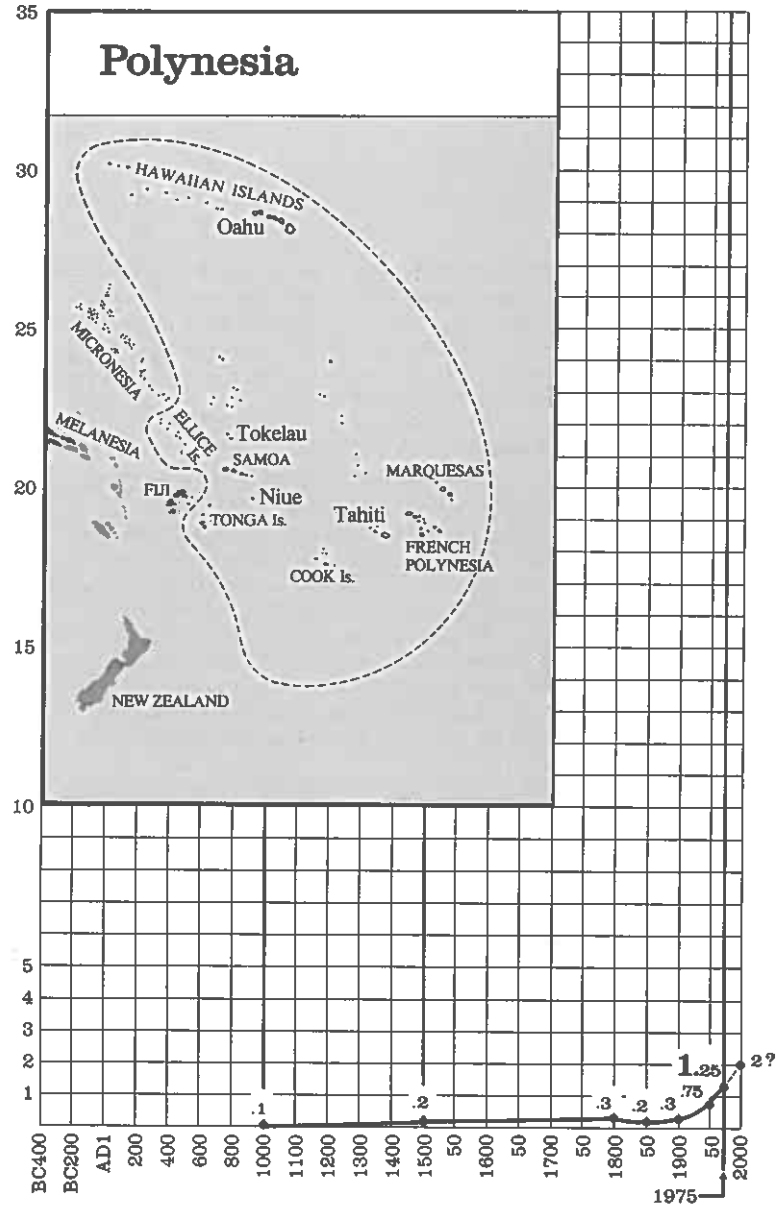 35
Polynesia
30
HAWAIIAN ISLANDS
Oahu
25
MICRONESIA
MELANESIA
ELLICE
Is.
Tokelau
SAMOA
MARQUESAS
20
FIJI
Niue
TONGA Is.
Tahiti
FRENCH
POLYNESIA
COOK Is.
15
NEW ZEALAND
10
5
4
3
2
1
.1
.2
.3
.2
.3
.75
1.25
2?
BC400
BC200
AD1
200
400
600
800
1000
1100
1200
1300
1400
1500
50
1600
50
1700
50
1800
50
1900
50
2000
1975